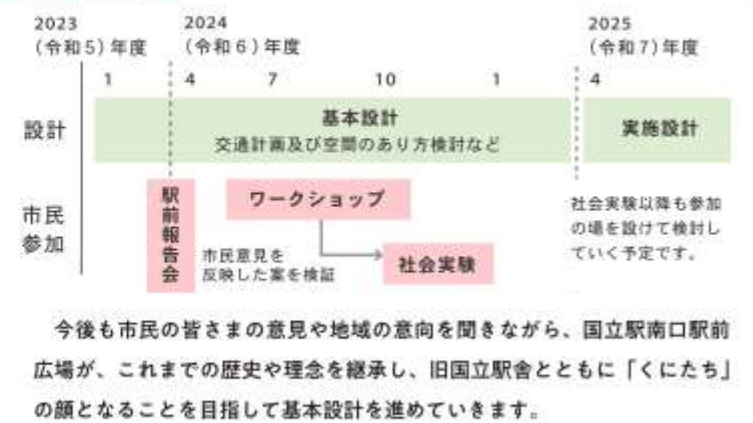 2023
(令和5)年度
2024
(令和6)年度
2025
(令和7)年度
1
4
7
10
1
4
設計
基本設計
交通計画及び空間のあり方検討など
実施設計
市民
参加
駅前報告会
ワークショップ
市民意見を
反映した案を検証
社会実験
社会実験以降も参加
の場を設けて検討し
ていく予定です。
今後も市民の皆さまの意見や地域の意向を聞きながら、国立駅南口駅前
広場が、これまでの歴史や理念を継承し、旧国立駅舎とともに「くにたち」
の顔となることを目指して基本設計を進めていきます。